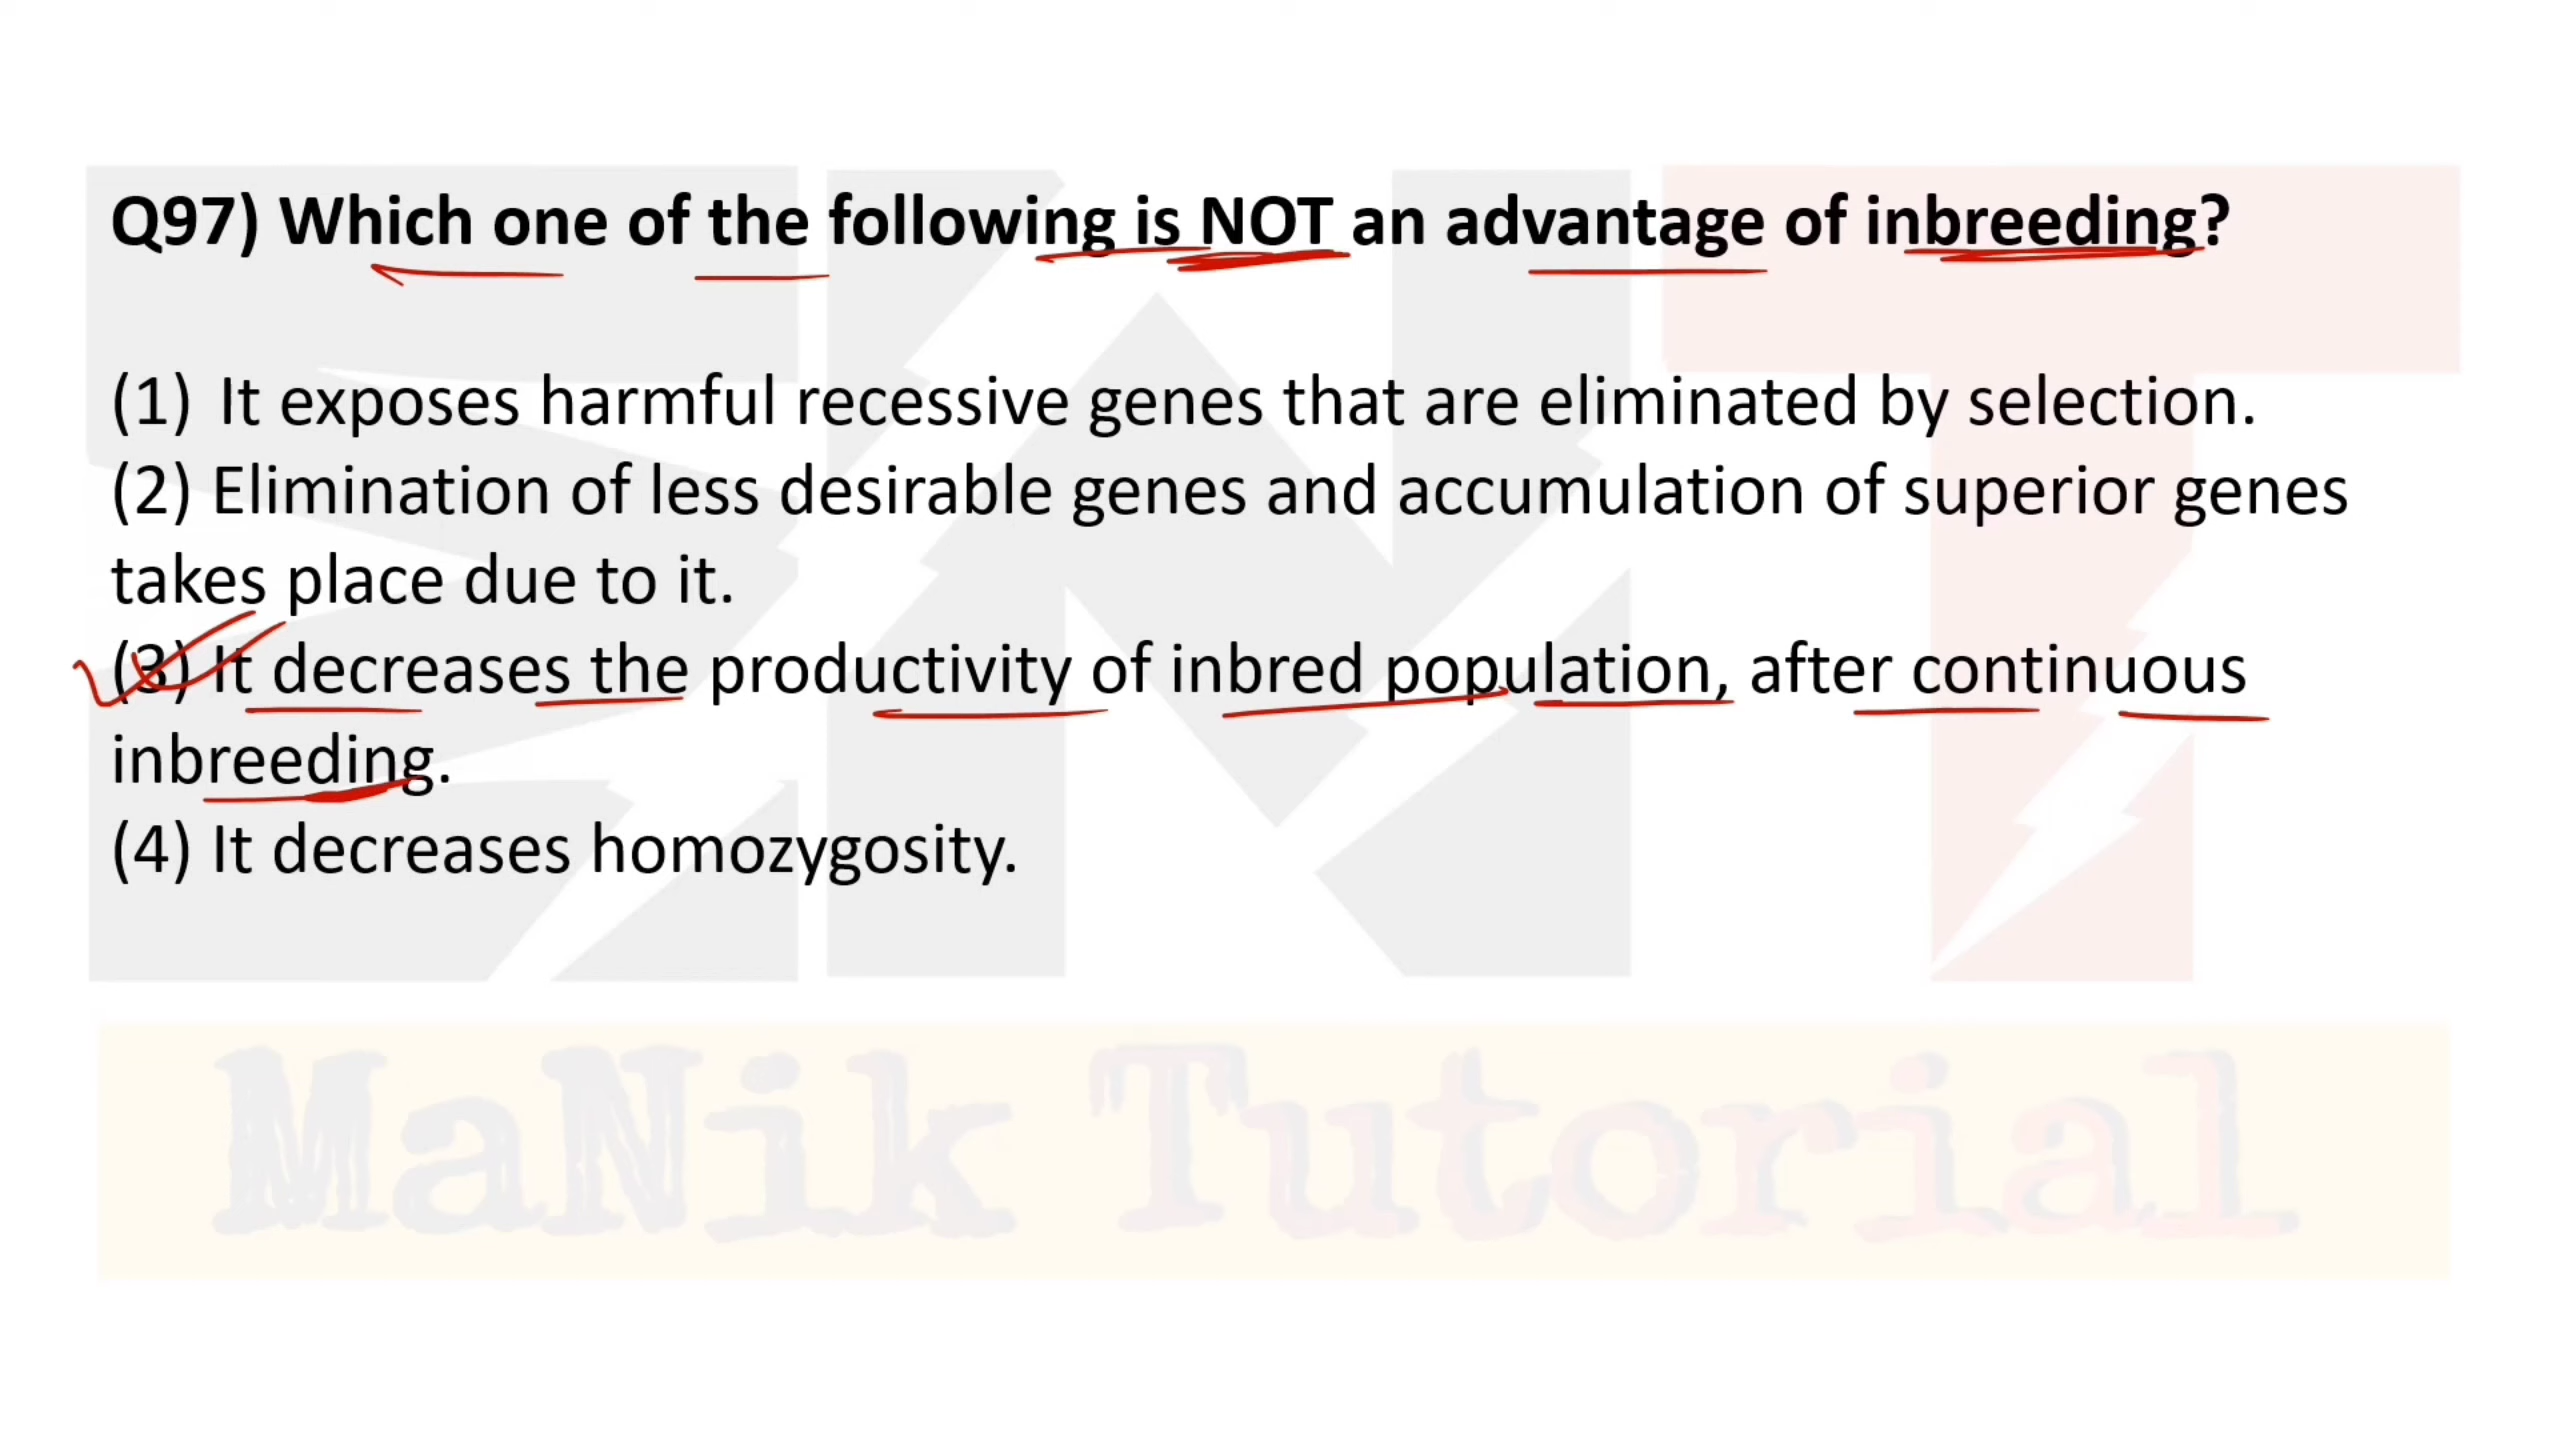 Q97) Which one of the following is NOT an advantage of inbreeding?
(1) It exposes harmful recessive genes that are eliminated by selection.
(2) Elimination of less desirable genes and accumulation of superior genes
takes place due to it.
(3) It decreases the productivity of inbred population, after continuous
inbreeding.
(4) It decreases homozygosity.
MaNik Tutorial